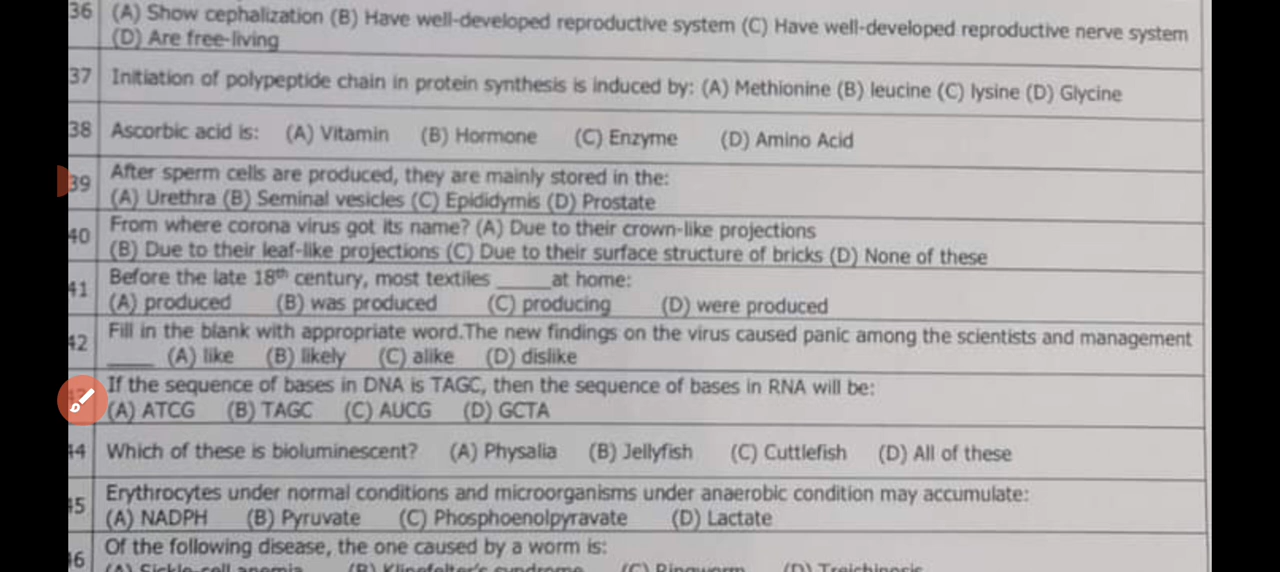 36 (A) Show cephalization (B) Have well-developed reproductive system (C) Have well-developed reproductive nerve system
(D) Are free-living
37 Initiation of polypeptide chain in protein synthesis is induced by: (A) Methionine (B) leucine (C) lysine (D) Glycine
38 Ascorbic acid is: (A) Vitamin (B) Hormone (C) Enzyme (D) Amino Acid
39 After sperm cells are produced, they are mainly stored in the:
(A) Urethra (B) Seminal vesicles (C) Epididymis (D) Prostate
40 From where corona virus got its name? (A) Due to their crown-like projections
(B) Due to their leaf-like projections (C) Due to their surface structure of bricks (D) None of these
41 Before the late 18th century, most textiles _____at home:
(A) produced (B) was produced (C) producing (D) were produced
42 Fill in the blank with appropriate word.The new findings on the virus caused panic among the scientists and management
____ (A) like (B) likely (C) alike (D) dislike
If the sequence of bases in DNA is TAGC, then the sequence of bases in RNA will be:
(A) ATCG (B) TAGC (C) AUCG (D) GCTA
44 Which of these is bioluminescent? (A) Physalia (B) Jellyfish (C) Cuttlefish (D) All of these
45 Erythrocytes under normal conditions and microorganisms under anaerobic condition may accumulate:
(A) NADPH (B) Pyruvate (C) Phosphoenolpyravate (D) Lactate
46 Of the following disease, the one caused by a worm is:
(A) Sickle-cell anemia (B) Klinefelter's syndrome (C) Ringworm (D) Treichinosis